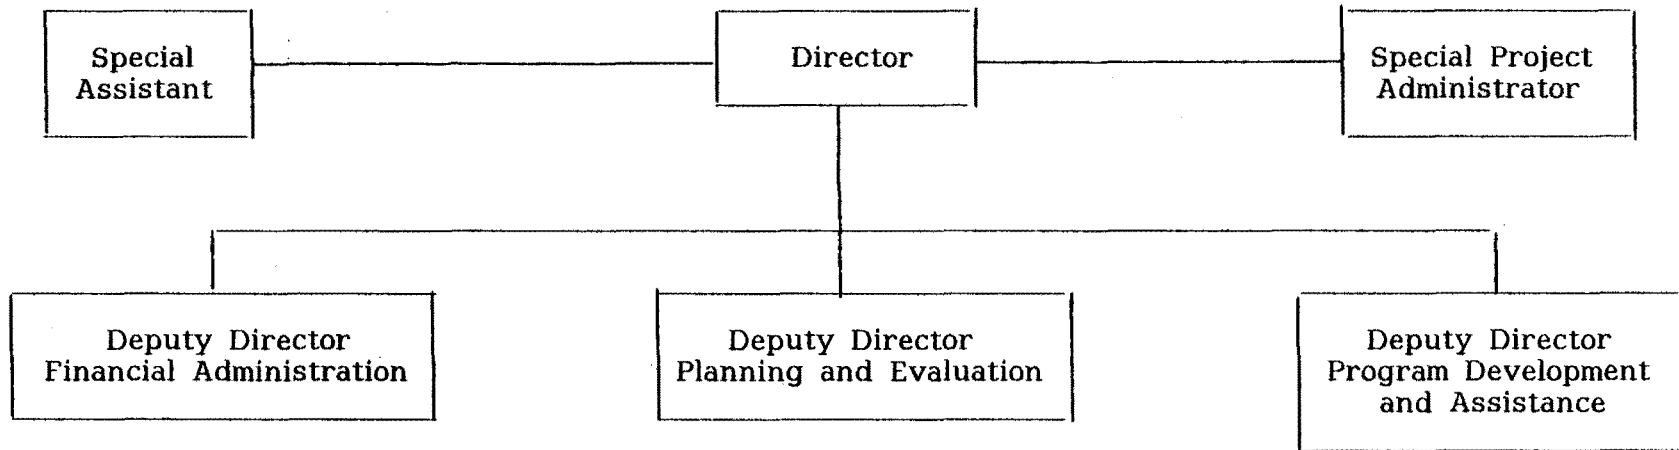 Special
Assistant
Director
Special Project
Administrator
Deputy Director
Financial Administration
Deputy Director
Planning and Evaluation
Deputy Director
Program Development
and Assistance